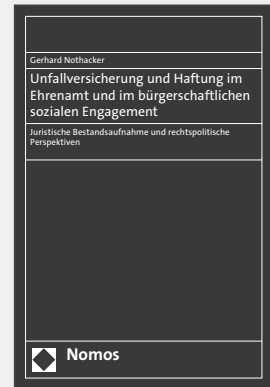 Gerhard Nothacker
Unfallversicherung und Haftung im
Ehrenamt und im bürgerschaftlichen
sozialen Engagement
Juristische Bestandsaufnahme und rechtspolitische
Perspektiven
Nomos